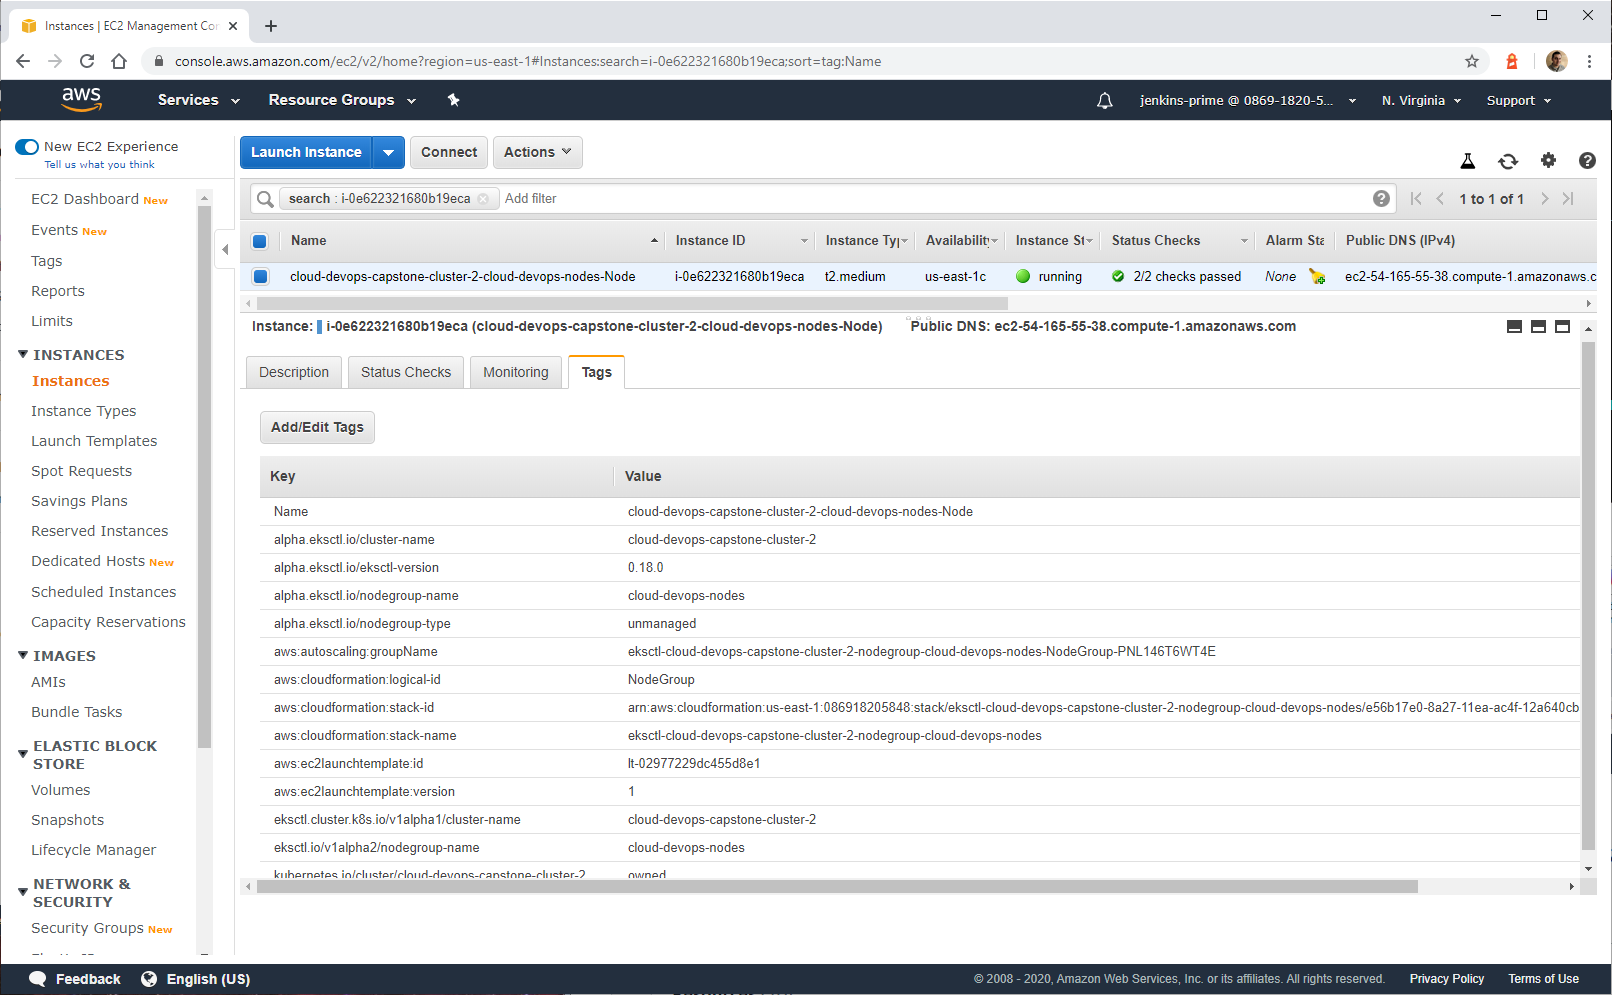 Instances | EC2 Management Con
console.aws.amazon.com/ec2/v2/home?region=us-east-1#Instances:search=i-0e622321680b19eca;sort=tag:Name
aws Services Resource Groups jenkins-prime @ 0869-1820-5... N. Virginia Support
New EC2 Experience
Tell us what you think
EC2 Dashboard New
Events New
Tags
Reports
Limits
INSTANCES
Instances
Instance Types
Launch Templates
Spot Requests
Savings Plans
Reserved Instances
Dedicated Hosts New
Scheduled Instances
Capacity Reservations
IMAGES
AMIs
Bundle Tasks
ELASTIC BLOCK
STORE
Volumes
Snapshots
Lifecycle Manager
NETWORK &
SECURITY
Security Groups New
Launch Instance Connect Actions
search : i-0e622321680b19eca Add filter 1 to 1 of 1
Name Instance ID Instance Ty Availability Instance St Status Checks Alarm Sta Public DNS (IPv4)
cloud-devops-capstone-cluster-2-cloud-devops-nodes-Node i-0e622321680b19eca t2.medium us-east-1c running 2/2 checks passed None ec2-54-165-55-38.compute-1.amazonaws.c
Instance: i-0e622321680b19eca (cloud-devops-capstone-cluster-2-cloud-devops-nodes-Node) Public DNS: ec2-54-165-55-38.compute-1.amazonaws.com
Description Status Checks Monitoring Tags
Add/Edit Tags
Key Value
Name cloud-devops-capstone-cluster-2-cloud-devops-nodes-Node
alpha.eksctl.io/cluster-name cloud-devops-capstone-cluster-2
alpha.eksctl.io/eksctl-version 0.18.0
alpha.eksctl.io/nodegroup-name cloud-devops-nodes
alpha.eksctl.io/nodegroup-type unmanaged
aws:autoscaling:groupName eksctl-cloud-devops-capstone-cluster-2-nodegroup-cloud-devops-nodes-NodeGroup-PNL146T6WT4E
aws:cloudformation:logical-id NodeGroup
aws:cloudformation:stack-id arn:aws:cloudformation:us-east-1:086918205848:stack/eksctl-cloud-devops-capstone-cluster-2-nodegroup-cloud-devops-nodes/e56b17e0-8a27-11ea-ac4f-12a640cb
aws:cloudformation:stack-name eksctl-cloud-devops-capstone-cluster-2-nodegroup-cloud-devops-nodes
aws:ec2launchtemplate:id lt-02977229dc455d8e1
aws:ec2launchtemplate:version 1
eksctl.cluster.k8s.io/v1alpha1/cluster-name cloud-devops-capstone-cluster-2
eksctl.io/v1alpha2/nodegroup-name cloud-devops-nodes
kubernetes.io/cluster/cloud-devops-capstone-cluster-2 owned
Feedback English (US) © 2008 - 2020, Amazon Web Services, Inc. or its affiliates. All rights reserved. Privacy Policy Terms of Use